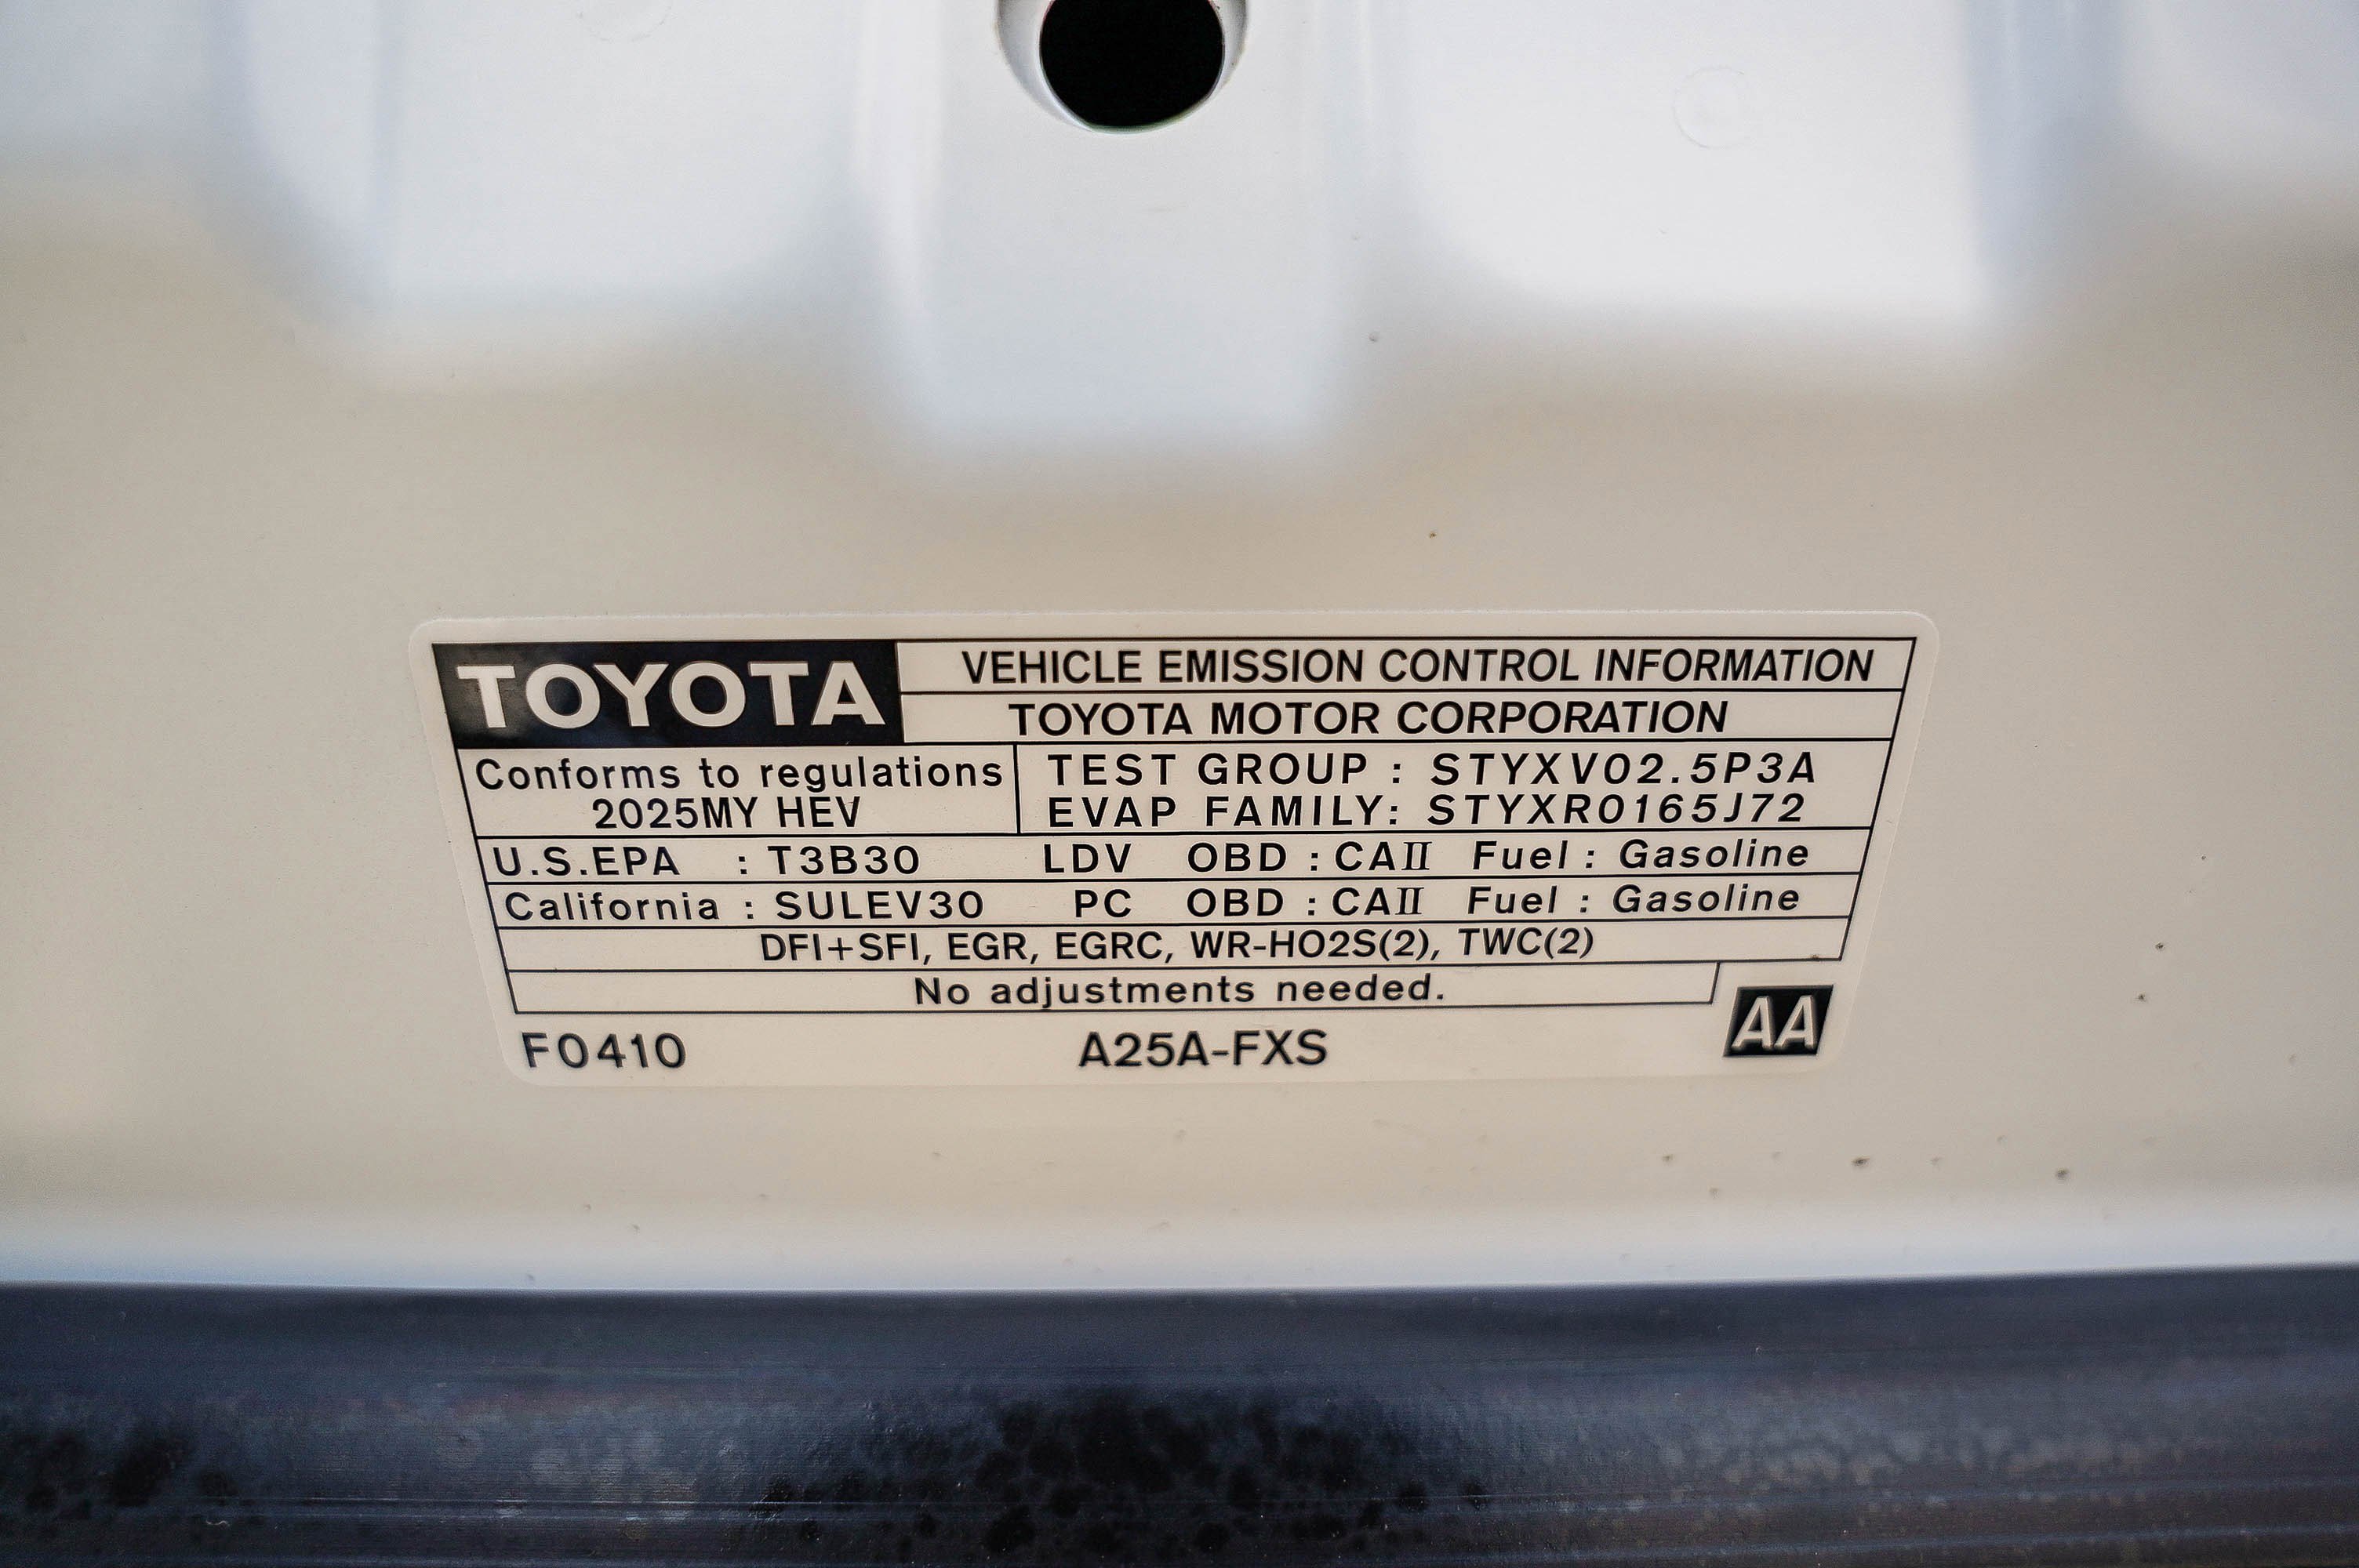 TOYOTA VEHICLE EMISSION CONTROL INFORMATION
TOYOTA MOTOR CORPORATION
Conforms to regulations TEST GROUP : STYXV02.5P3A
2025MY HEV EVAP FAMILY: STYXR0165J72
U.S.EPA : T3B30 LDV OBD : CAII Fuel : Gasoline
California : SULEV30 PC OBD : CAII Fuel : Gasoline
DFI+SFI, EGR, EGRC, WR-HO2S(2), TWC(2)
No adjustments needed.
F0410 A25A-FXS AA